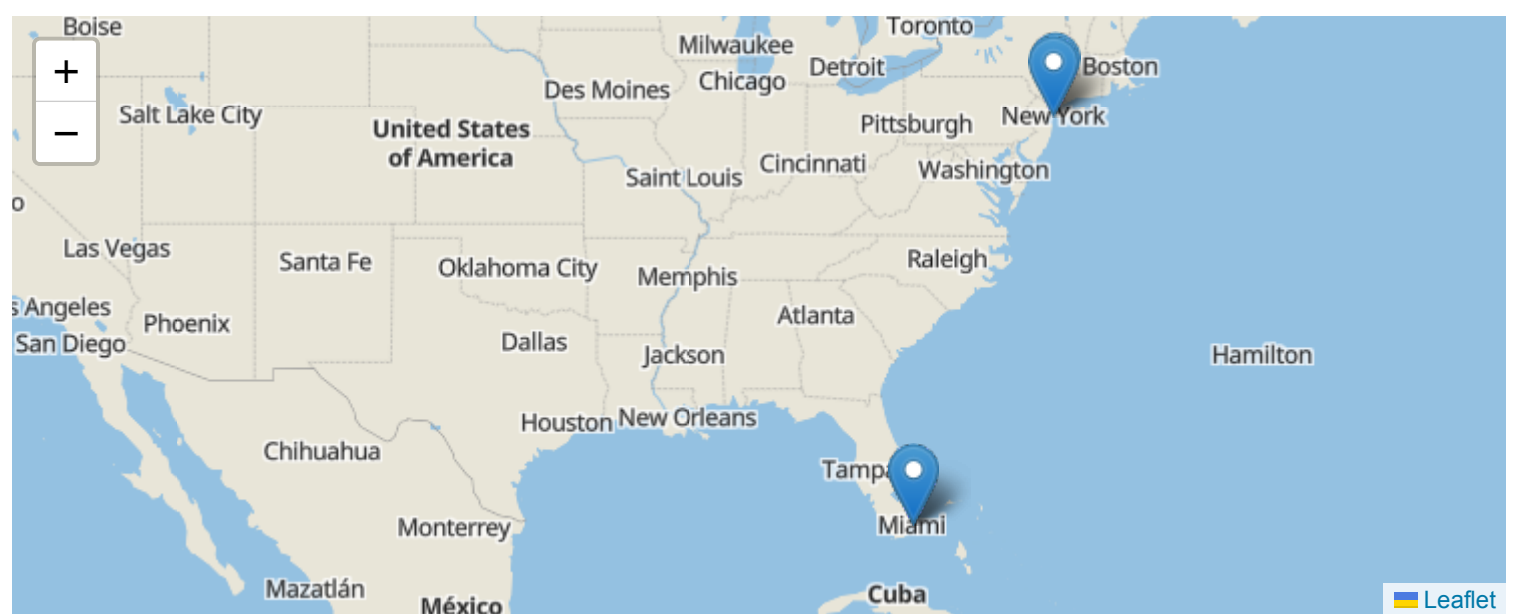 Boise
Toronto
Milwaukee
Detroit
Boston
+
Chicago
Des Moines
Salt Lake City
New York
Pittsburgh
United States
of America
−
Cincinnati
Washington
Saint Louis
o
Las Vegas
Santa Fe
Oklahoma City
Memphis
Raleigh
s Angeles
Phoenix
Atlanta
San Diego
Dallas
Jackson
Hamilton
Houston
New Orleans
Chihuahua
Tampa
Miami
Monterrey
Mazatlán
Cuba
México
Leaflet